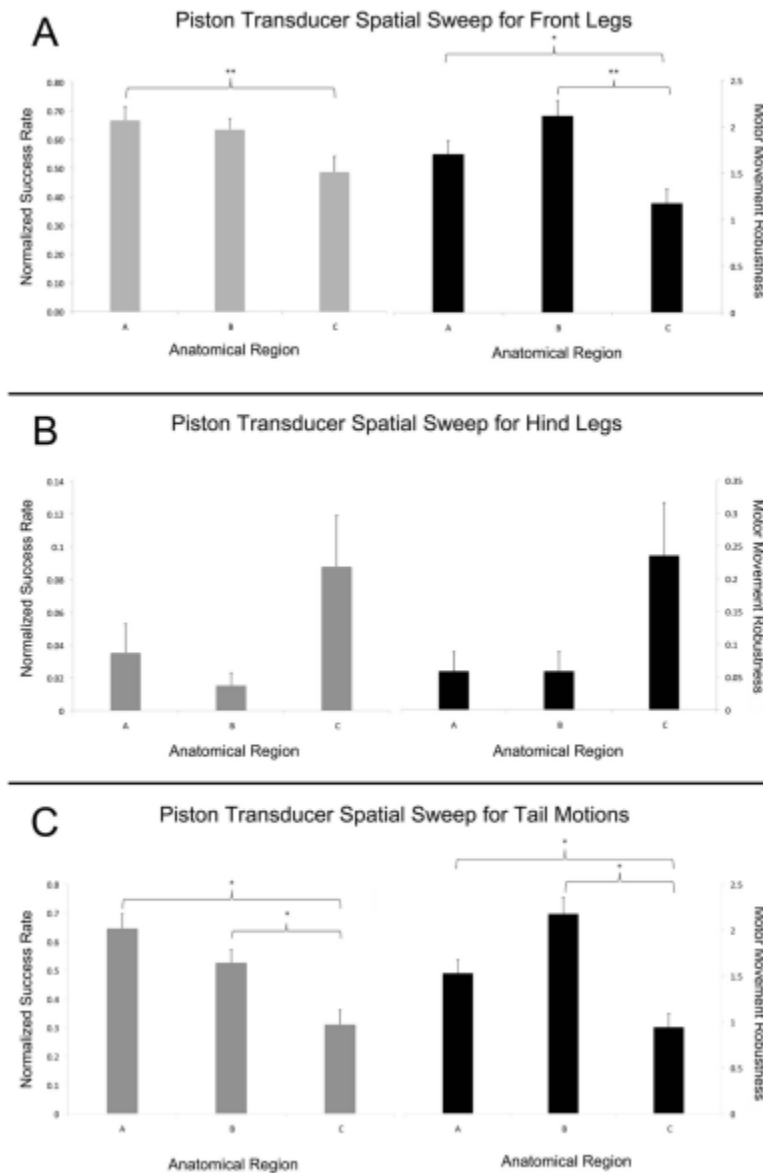 A
Piston Transducer Spatial Sweep for Front Legs
Normalized Success Rate
0.80
0.70
0.60
0.50
0.40
0.30
0.20
0.10
0.00
**
A B C
Anatomical Region
*
**
A B C
Anatomical Region
2.5
2
1.5
1
0.5
0
Motor Movement Robustness
B
Piston Transducer Spatial Sweep for Hind Legs
Normalized Success Rate
0.14
0.12
0.1
0.08
0.06
0.04
0.02
0
A B C
Anatomical Region
A B C
Anatomical Region
0.35
0.3
0.25
0.2
0.15
0.1
0.05
0
Motor Movement Robustness
C
Piston Transducer Spatial Sweep for Tail Motions
Normalized Success Rate
0.8
0.7
0.6
0.5
0.4
0.3
0.2
0.1
0
*
*
A B C
Anatomical Region
*
*
A B C
Anatomical Region
2.5
2
1.5
1
0.5
0
Motor Movement Robustness